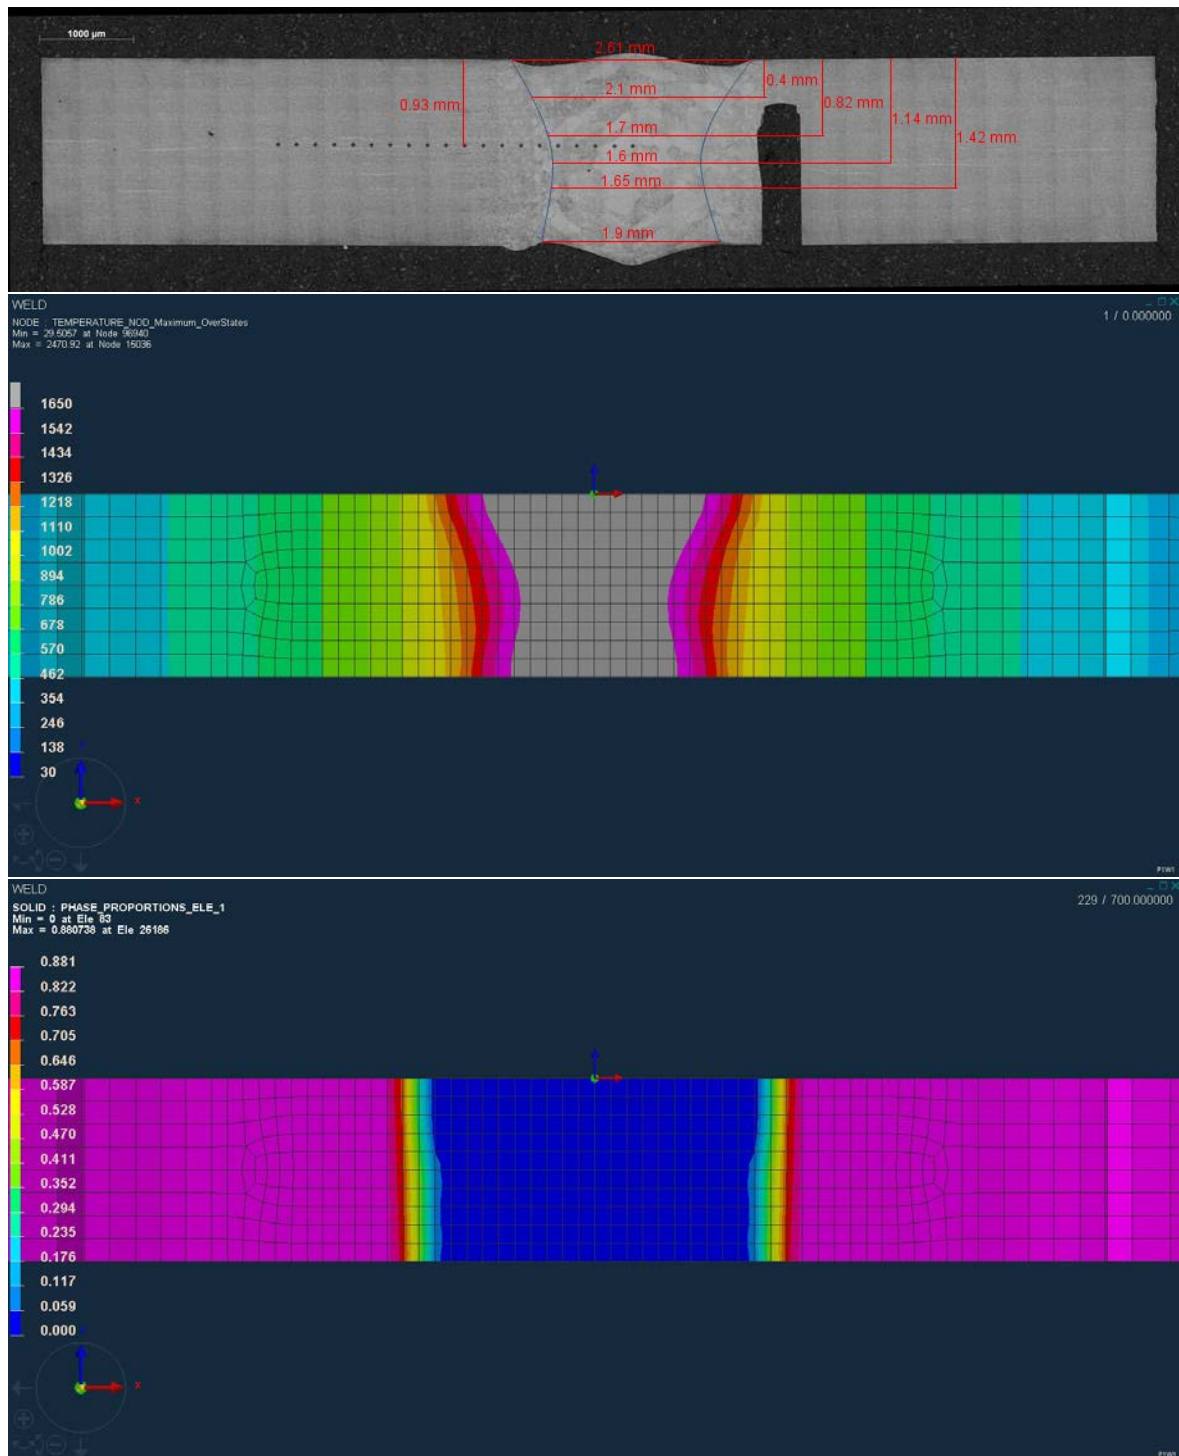 1000 µm
2.61 mm
0.4 mm
2.1 mm
0.93 mm
0.82 mm
1.7 mm
1.14 mm
1.6 mm
1.42 mm
1.65 mm
1.9 mm
WELD
NODE : TEMPERATURE_NOD_Maximum_OverStates
Min = 29.5057 at Node 96940
Max = 2470.92 at Node 15036
1 / 0.000000
1650
1542
1434
1326
1218
1110
1002
894
786
678
570
462
354
246
138
30
x
P1W1
WELD
SOLID : PHASE_PROPORTIONS_ELE_1
Min = 0 at Ele 83
Max = 0.880738 at Ele 26186
229 / 700.000000
0.881
0.822
0.763
0.705
0.646
0.587
0.528
0.470
0.411
0.352
0.294
0.235
0.176
0.117
0.059
0.000
x